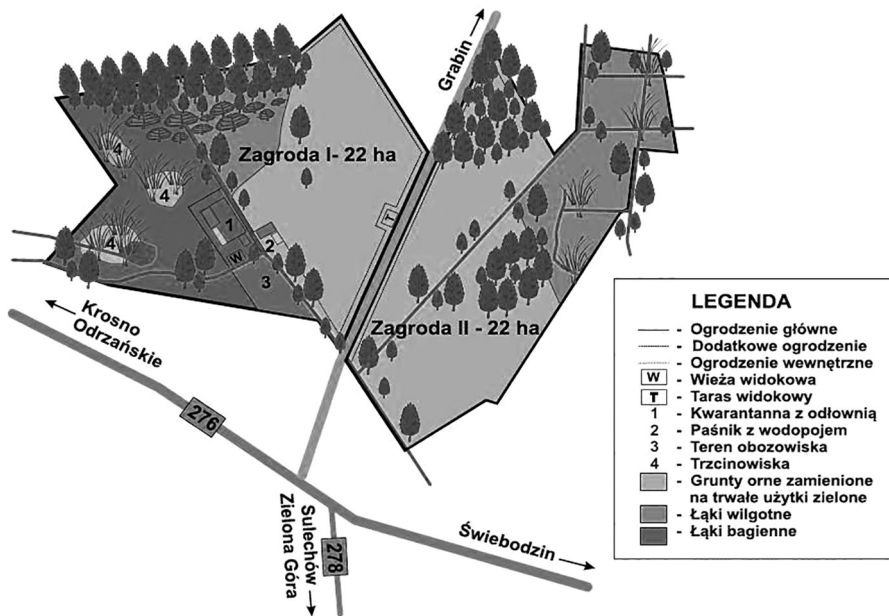 Grabin
Zagroda I - 22 ha
4
4
4
1
2
W
3
T
Zagroda II - 22 ha
Krosno
Odrzańskie
276
Sulechów
Zielona Góra
278
Świebodzin
LEGENDA
- Ogrodzenie główne
- Dodatkowe ogrodzenie
- Ogrodzenie wewnętrzne
W - Wieża widokowa
T - Taras widokowy
1 - Kwarantanna z odłownią
2 - Paśnik z wodopojem
3 - Teren obozowiska
4 - Trzcinowiska
- Grunty orne zamienione
na trwałe użytki zielone
- Łąki wilgotne
- Łąki bagienne